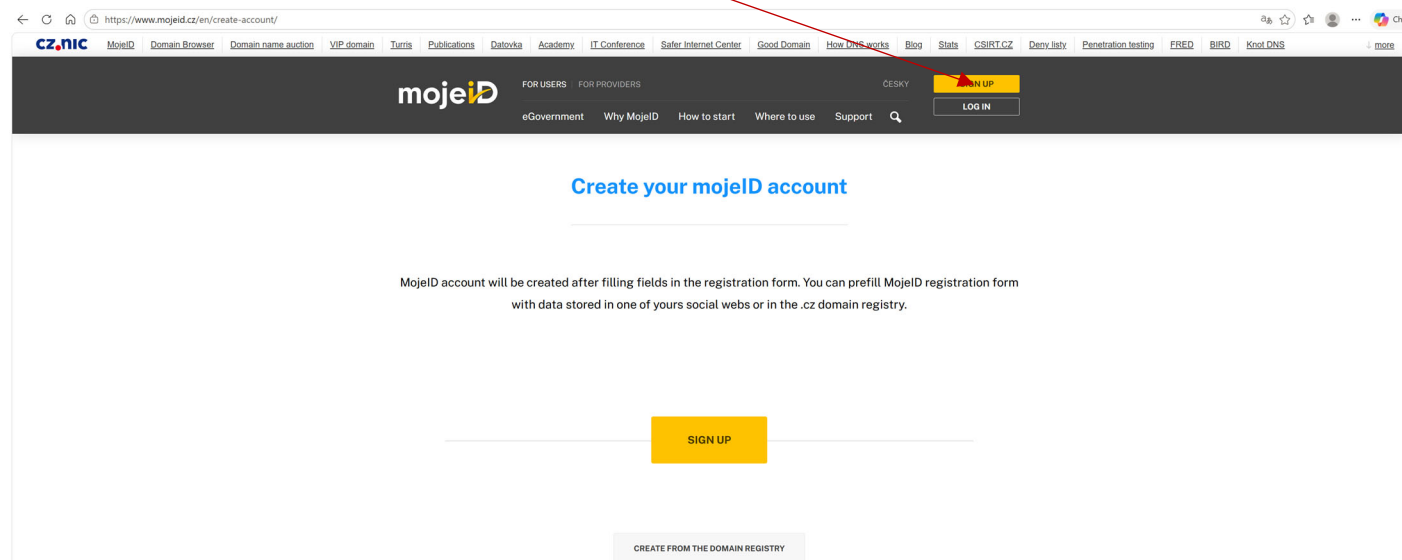 https://www.mojeid.cz/en/create-account/
CZ.NIC MojeID Domain Browser Domain name auction VIP domain Turris Publications Datovka Academy IT Conference Safer Internet Center Good Domain How DNS works Blog Stats CSIRT.CZ Deny listy Penetration testing FRED BIRD Knot DNS ↓ more
mojeiD
FOR USERS FOR PROVIDERS ČESKY SIGN UP
LOG IN
eGovernment Why MojeID How to start Where to use Support
Create your mojeID account
MojeID account will be created after filling fields in the registration form. You can prefill MojeID registration form
with data stored in one of yours social webs or in the .cz domain registry.
SIGN UP
CREATE FROM THE DOMAIN REGISTRY